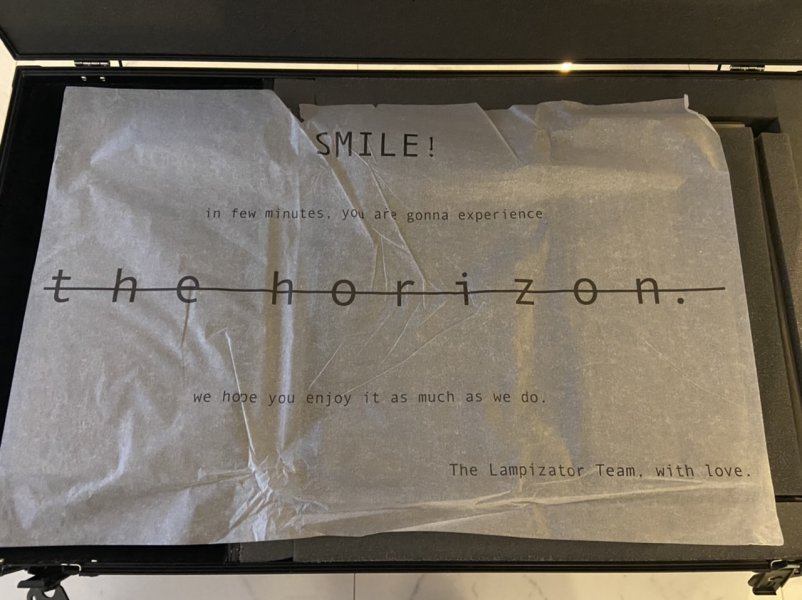 SMILE!
in few minutes, you are gonna experience
the horizon.
we hope you enjoy it as much as we do.
The Lampizator Team, with love.